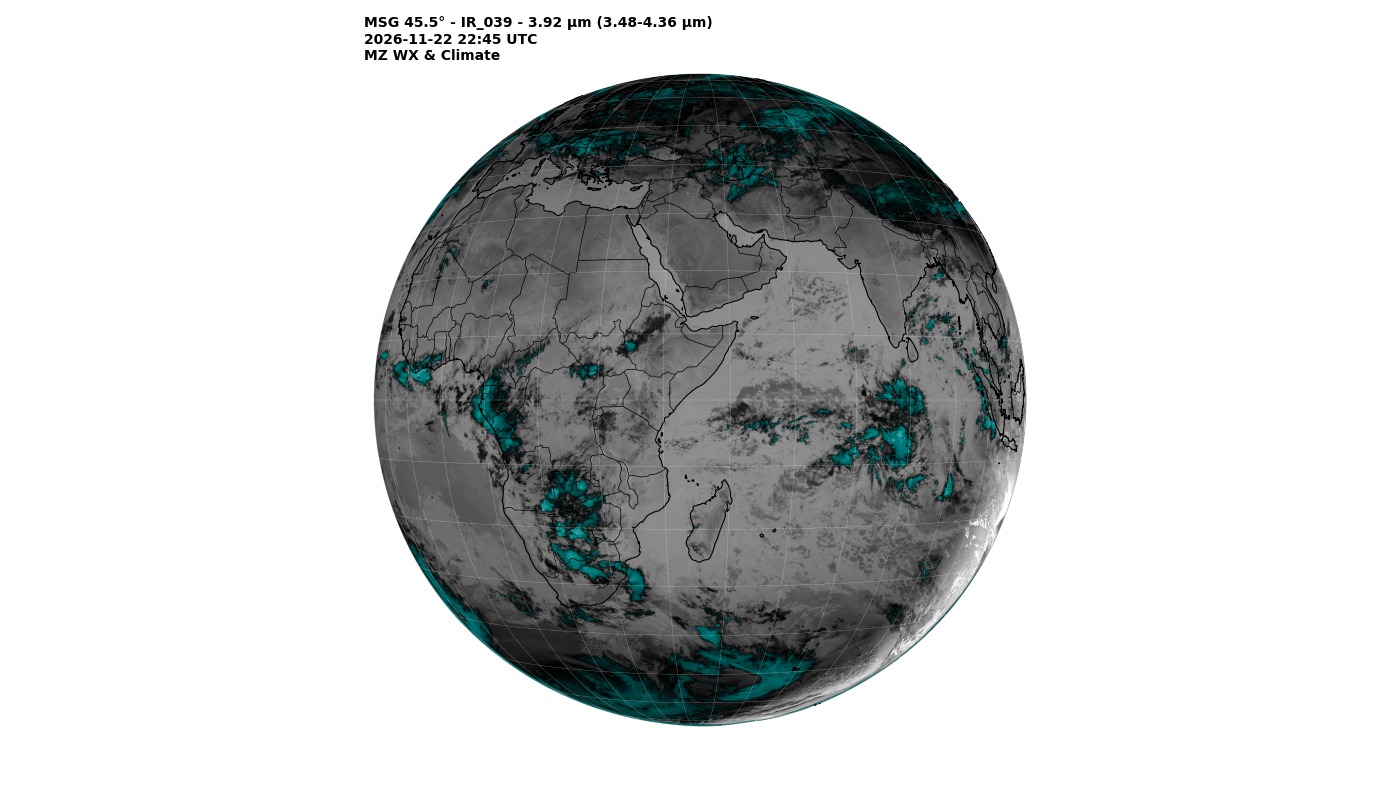 MSG 45.5° - IR_039 - 3.92 µm (3.48-4.36 µm)
2026-11-22 22:45 UTC
MZ WX & Climate